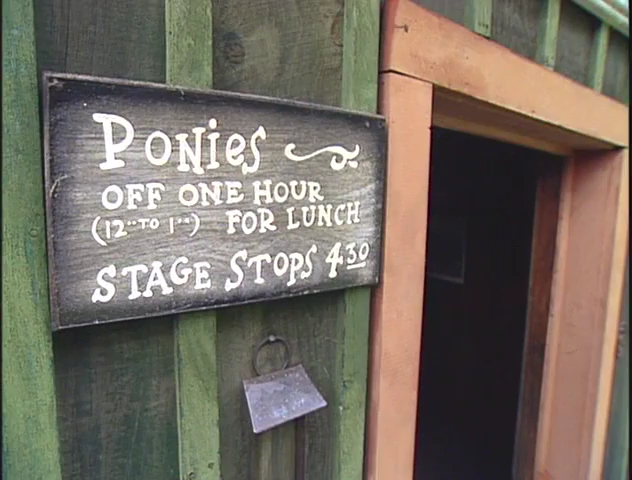 PONiES
OFF ONE HOUR
(12°° TO 1°°) FOR LUNCH
STAGE STOPS 430